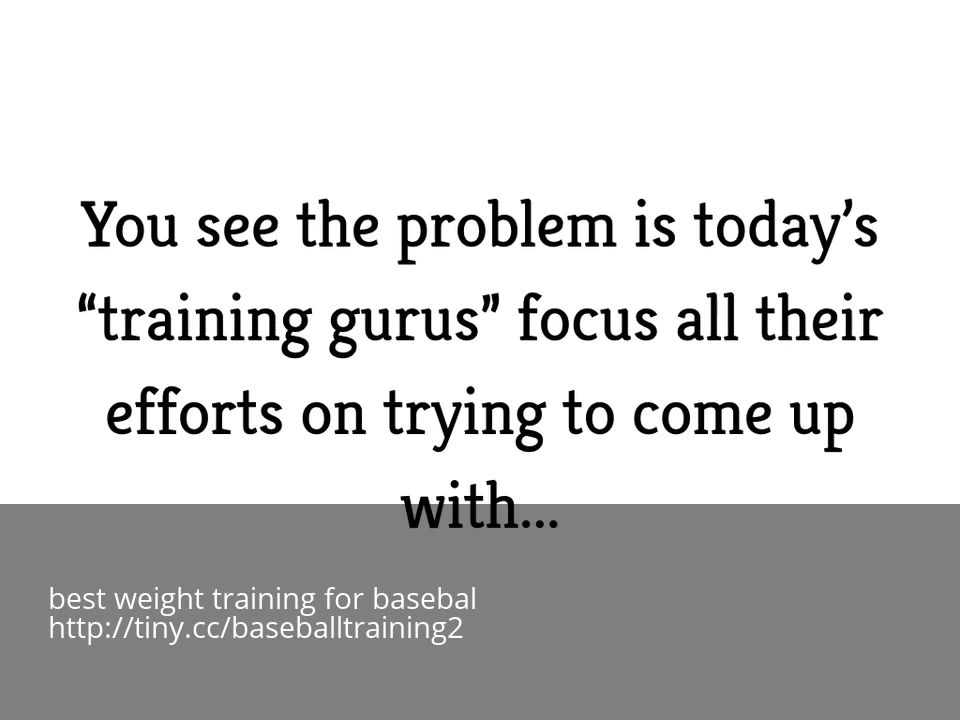 You see the problem is today’s
“training gurus” focus all their
efforts on trying to come up
with...
best weight training for basebal
http://tiny.cc/baseballtraining2